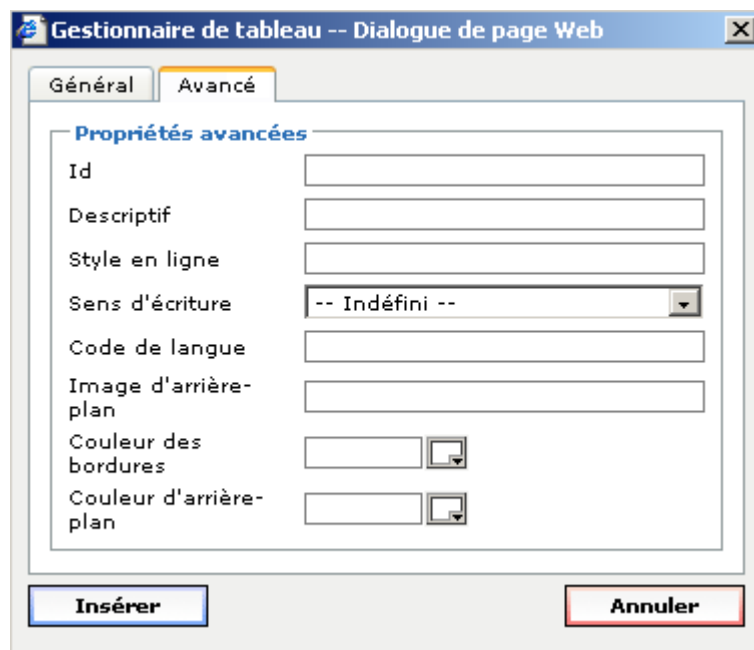 Gestionnaire de tableau -- Dialogue de page Web
Général
Avancé
Propriétés avancées
Id
Descriptif
Style en ligne
Sens d'écriture
-- Indéfini --
Code de langue
Image d'arrière-
plan
Couleur des
bordures
Couleur d'arrière-
plan
Insérer
Annuler